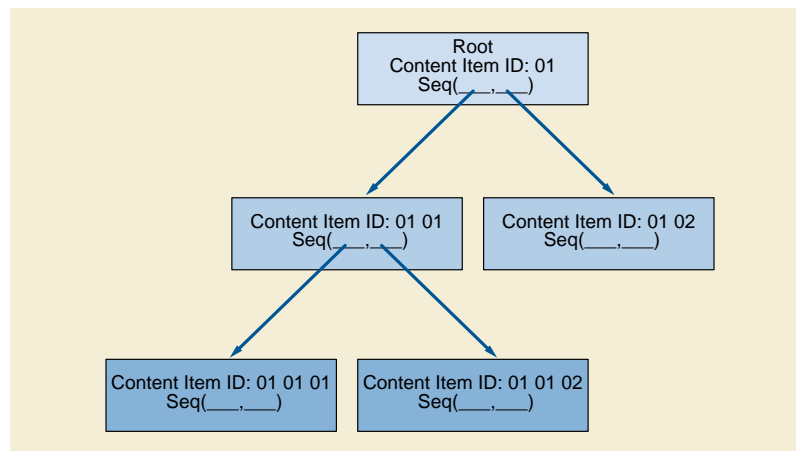 Root
Content Item ID: 01
Seq(___,___)
Content Item ID: 01 01
Seq(___,___)
Content Item ID: 01 02
Seq(___,___)
Content Item ID: 01 01 01
Seq(___,___)
Content Item ID: 01 01 02
Seq(___,___)